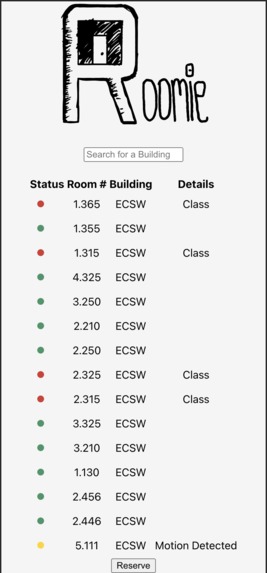 Roomie
Search for a Building
Status Room # Building Details
1.365 ECSW Class
1.355 ECSW
1.315 ECSW Class
4.325 ECSW
3.250 ECSW
2.210 ECSW
2.250 ECSW
2.325 ECSW Class
2.315 ECSW Class
3.325 ECSW
3.210 ECSW
1.130 ECSW
2.456 ECSW
2.446 ECSW
5.111 ECSW Motion Detected
Reserve